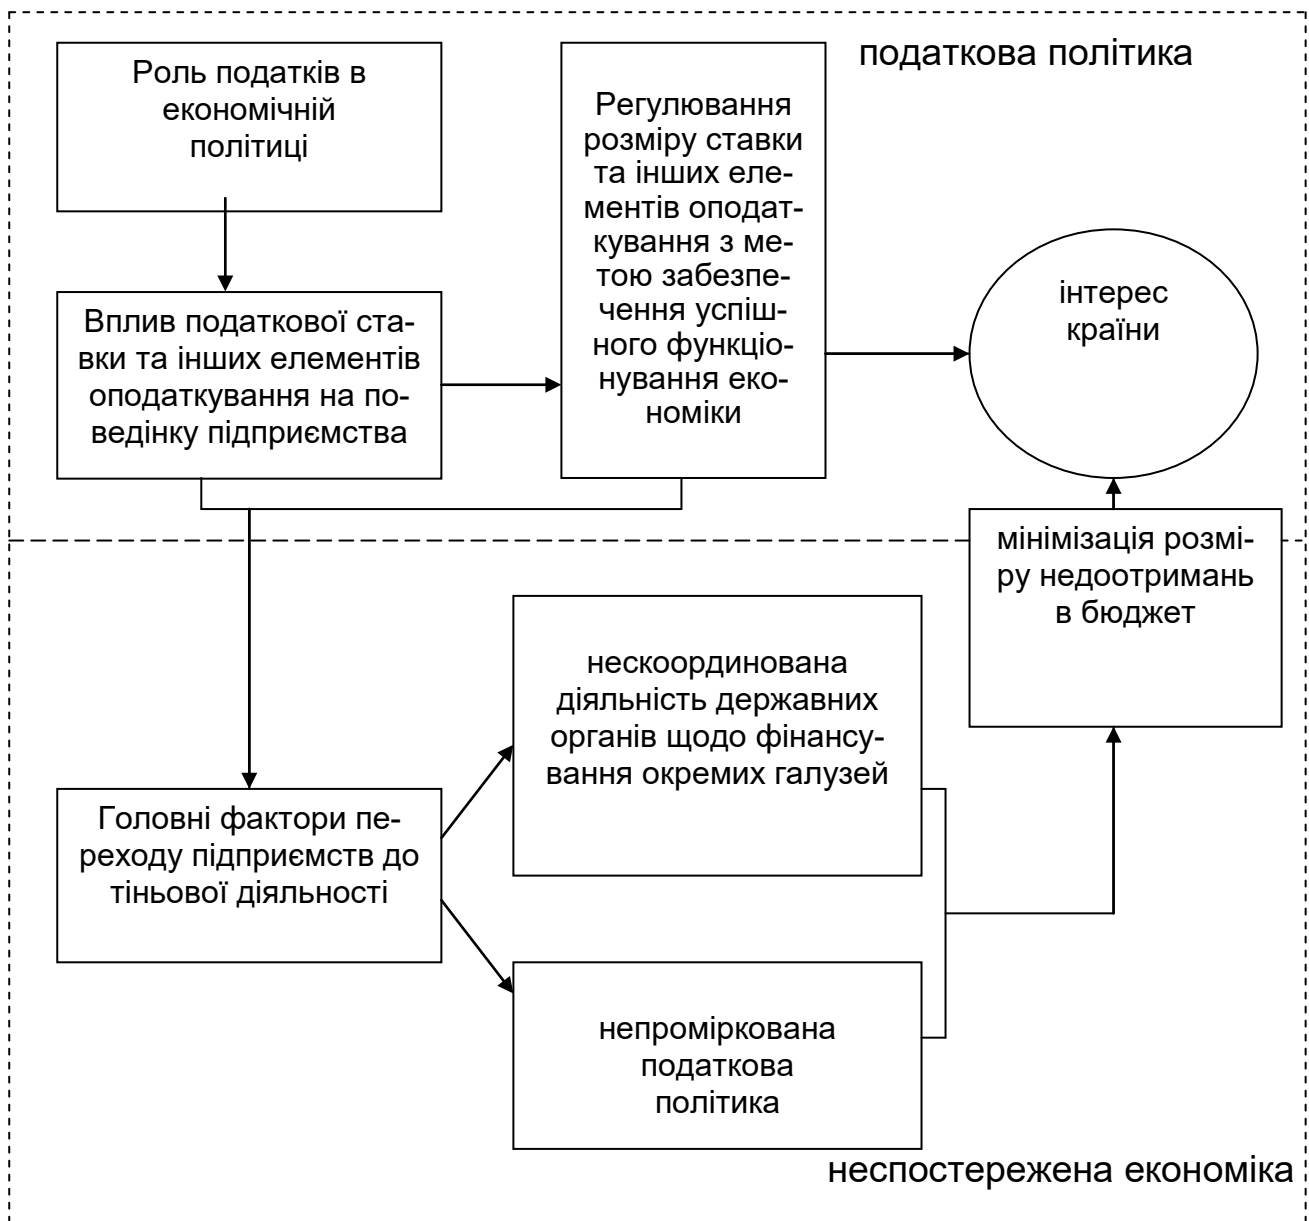 податкова політика
Роль податків в
економічній
політиці
Регулювання
розміру ставки
та інших еле-
ментів оподат-
кування з ме-
тою забезпе-
чення успіш-
ного функціо-
нування еко-
номіки
інтерес
країни
Вплив податкової ста-
вки та інших елементів
оподаткування на по-
ведінку підприємства
мінімізація розмі-
ру недоотримань
в бюджет
нескоординована
діяльність державних
органів щодо фінансу-
вання окремих галузей
Головні фактори пе-
реходу підприємств до
тіньової діяльності
непроміркована
податкова
політика
неспостережена економіка